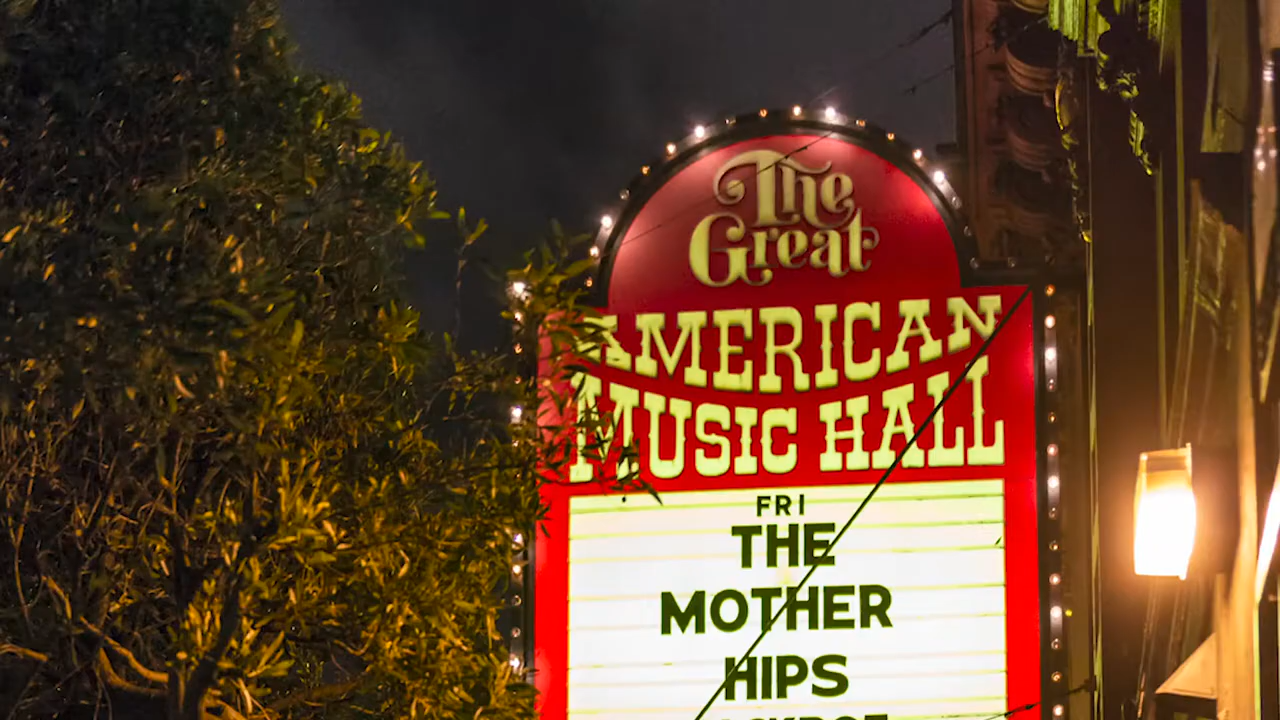 The
Great
AMERICAN
MUSIC HALL
FRI
THE
MOTHER
HIPS